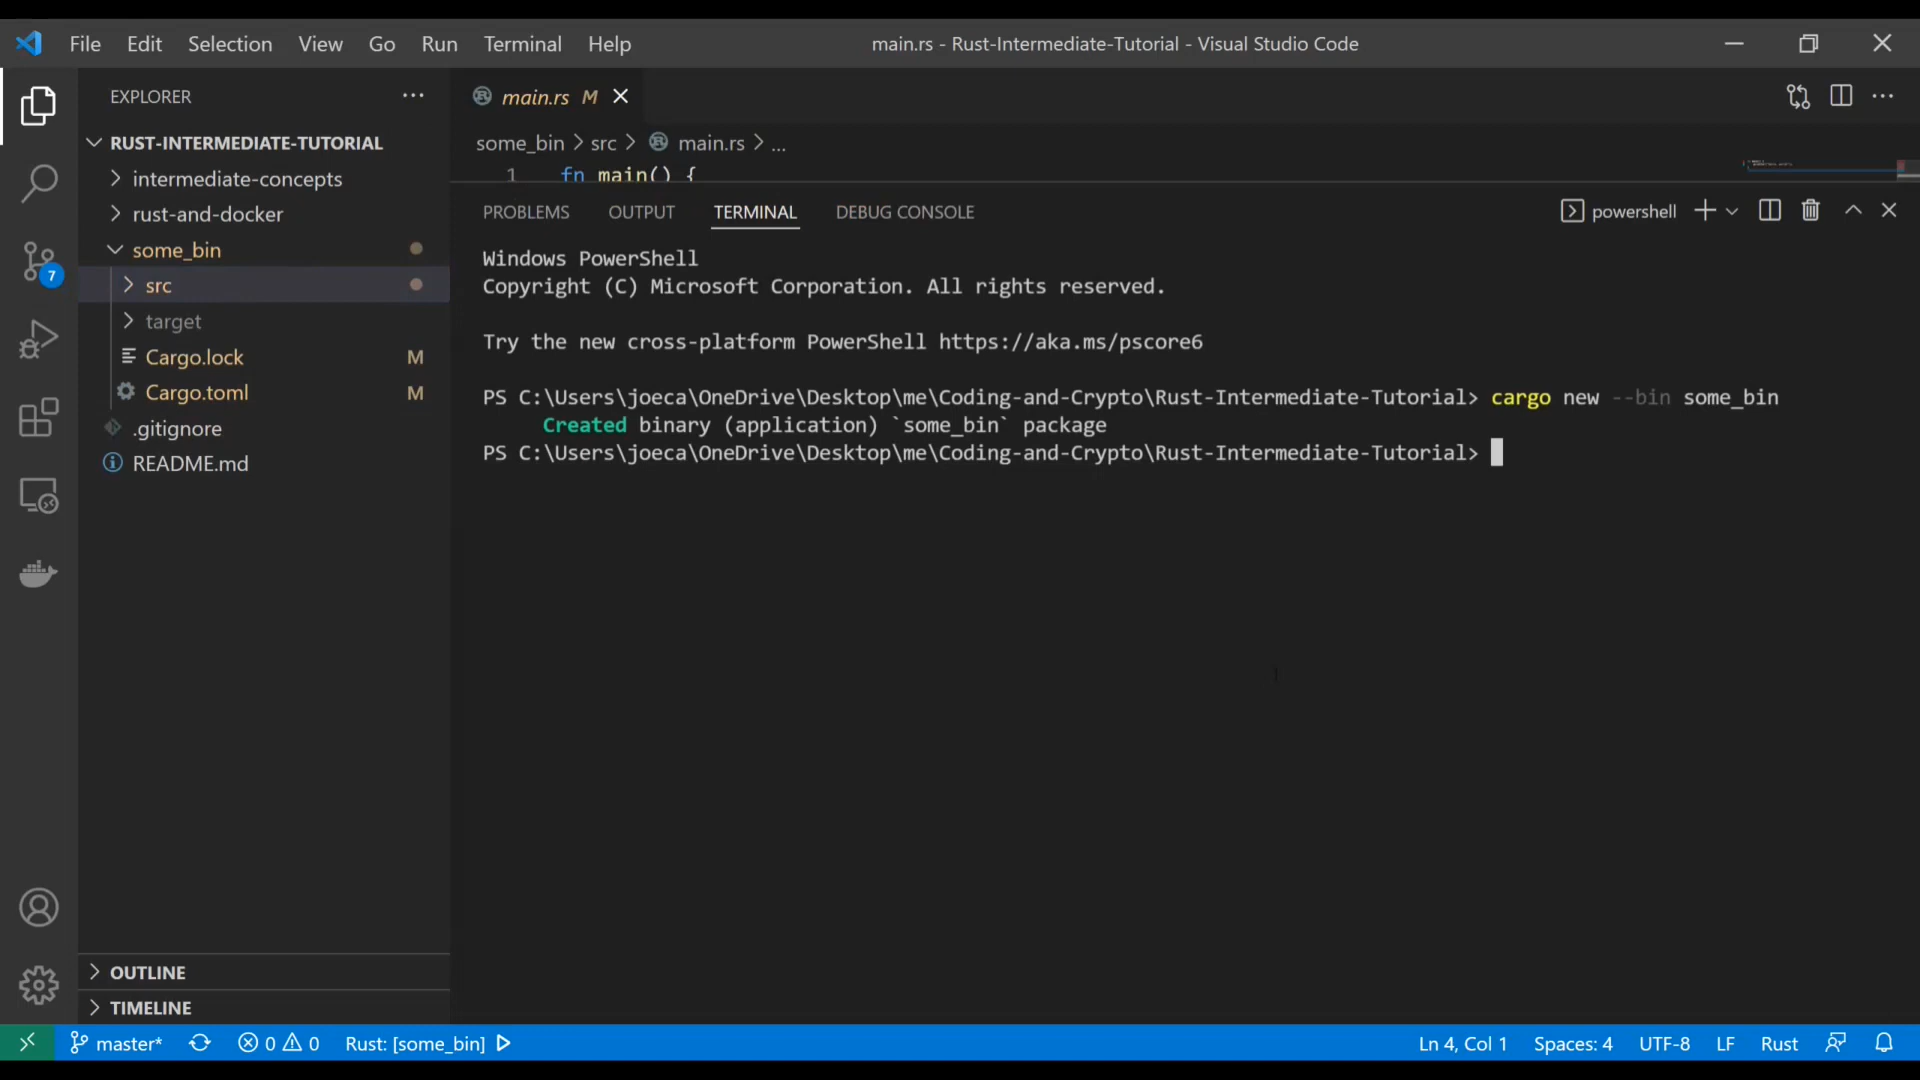 File Edit Selection View Go Run Terminal Help main.rs - Rust-Intermediate-Tutorial - Visual Studio Code
EXPLORER
RUST-INTERMEDIATE-TUTORIAL
intermediate-concepts
rust-and-docker
some_bin
src
target
Cargo.lock M
Cargo.toml M
.gitignore
README.md
OUTLINE
TIMELINE
7
main.rs M
some_bin > src > main.rs > ...
1 fn main() {
PROBLEMS OUTPUT TERMINAL DEBUG CONSOLE powershell
Windows PowerShell
Copyright (C) Microsoft Corporation. All rights reserved.
Try the new cross-platform PowerShell https://aka.ms/pscore6
PS C:\Users\joeca\OneDrive\Desktop\me\Coding-and-Crypto\Rust-Intermediate-Tutorial> cargo new --bin some_bin
Created binary (application) `some_bin` package
PS C:\Users\joeca\OneDrive\Desktop\me\Coding-and-Crypto\Rust-Intermediate-Tutorial>
master* 0 0 Rust: [some_bin] Ln 4, Col 1 Spaces: 4 UTF-8 LF Rust